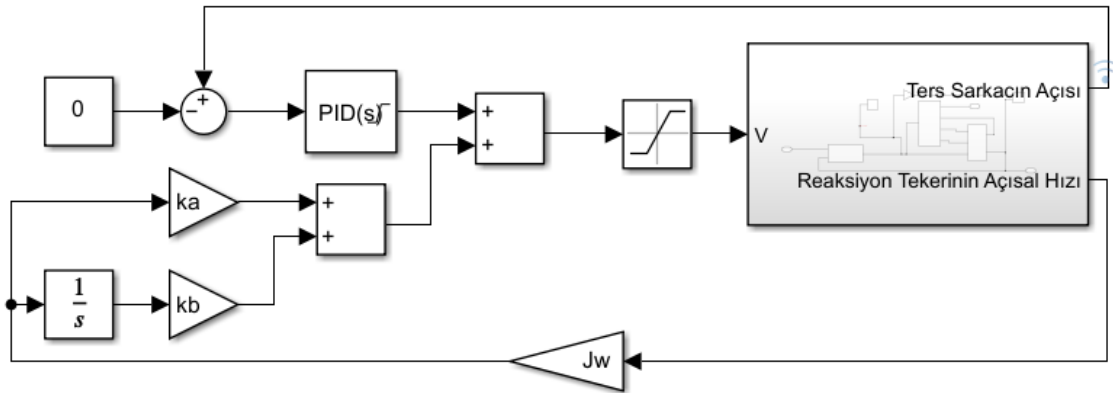 0
-
+
PID(s)
+
+
V
Ters Sarkacın Açısı
Reaksiyon Tekerinin Açısal Hızı
ka
+
+
1
s
kb
Jw